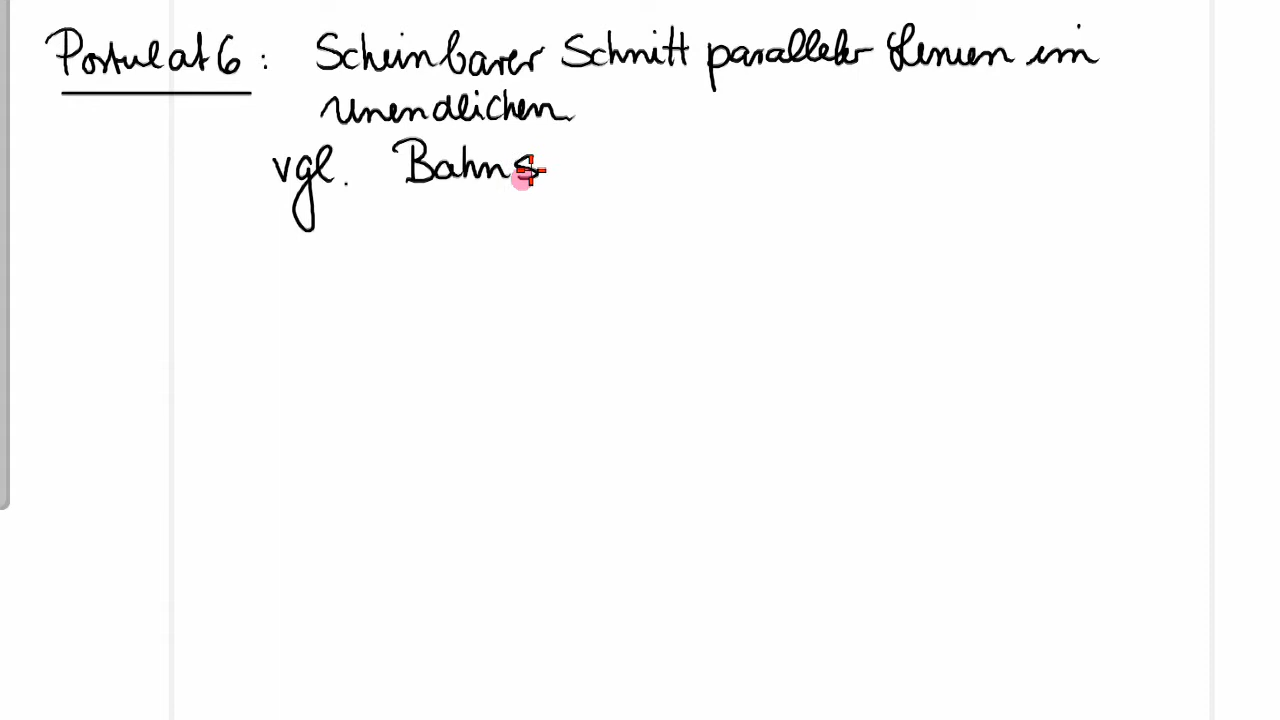 Postulat 6 : Scheinbarer Schnitt paralleler Linien im
Unendlichen
vgl. Bahns